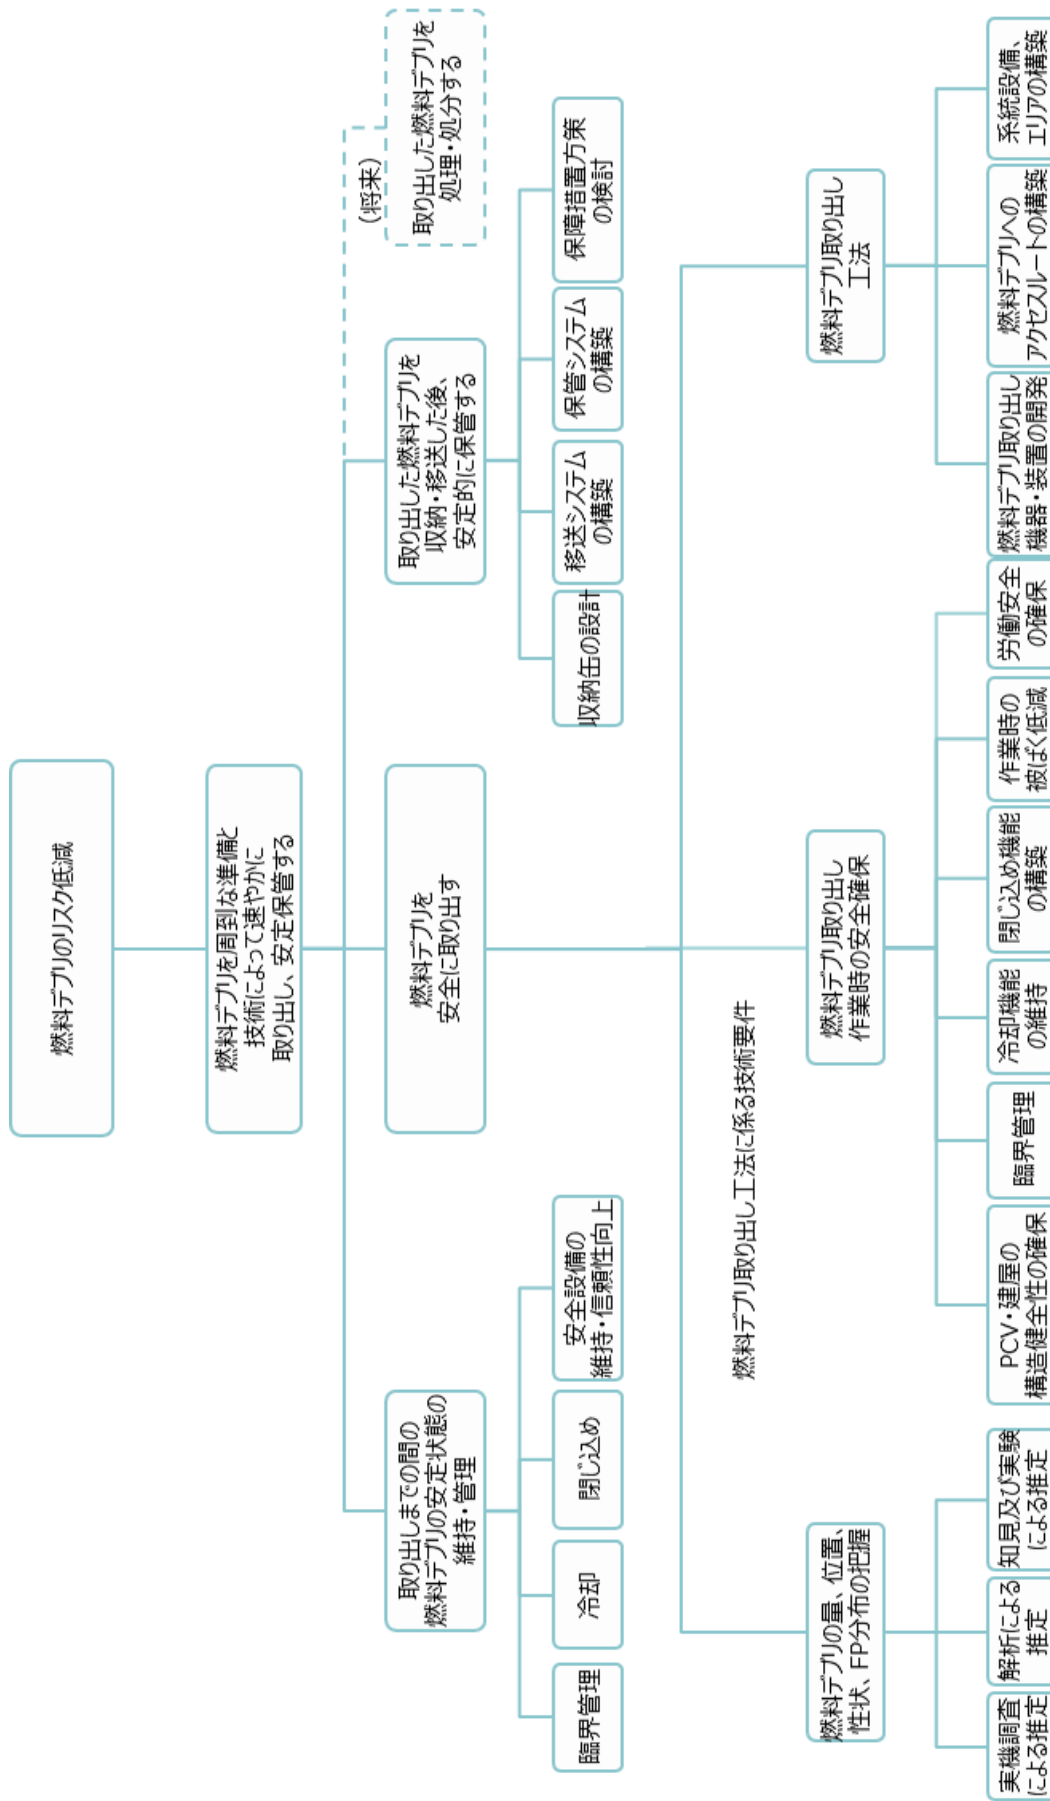 燃料デブリのリスク低減
燃料デブリを周到な準備と
技術によって速やかに
取り出し、安定保管する
取り出しまでの間の
燃料デブリの安定状態の
維持・管理
燃料デブリを
安全に取り出す
取り出した燃料デブリを
収納・移送した後、
安定的に保管する
(将来)
取り出した燃料デブリを
処理・処分する
臨界管理
冷却
閉じ込め
安全設備の
維持・信頼性向上
収納缶の設計
移送システム
の構築
保管システム
の構築
保障措置方策
の検討
燃料デブリ取り出し工法に係る技術要件
燃料デブリの量、位置、
性状、FP分布の把握
燃料デブリ取り出し
作業時の安全確保
燃料デブリ取り出し
工法
実機調査
による推定
解析による
推定
知見及び実験
による推定
PCV・建屋の
構造健全性の確保
臨界管理
冷却機能
の維持
閉じ込め機能
の構築
作業時の
被ばく低減
労働安全
の確保
燃料デブリ取り出し
機器・装置の開発
燃料デブリへの
アクセスルートの構築
系統設備、
エリアの構築